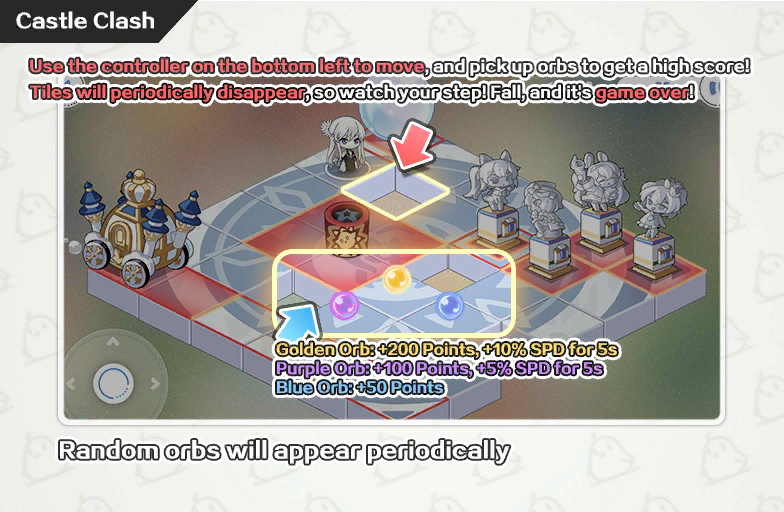 Castle Clash
Use the controller on the bottom left to move, and pick up orbs to get a high score!
Tiles will periodically disappear, so watch your step! Fall, and it's game over!
Golden Orb: +200 Points, +10% SPD for 5s
Purple Orb: +100 Points, +5% SPD for 5s
Blue Orb: +50 Points
Random orbs will appear periodically